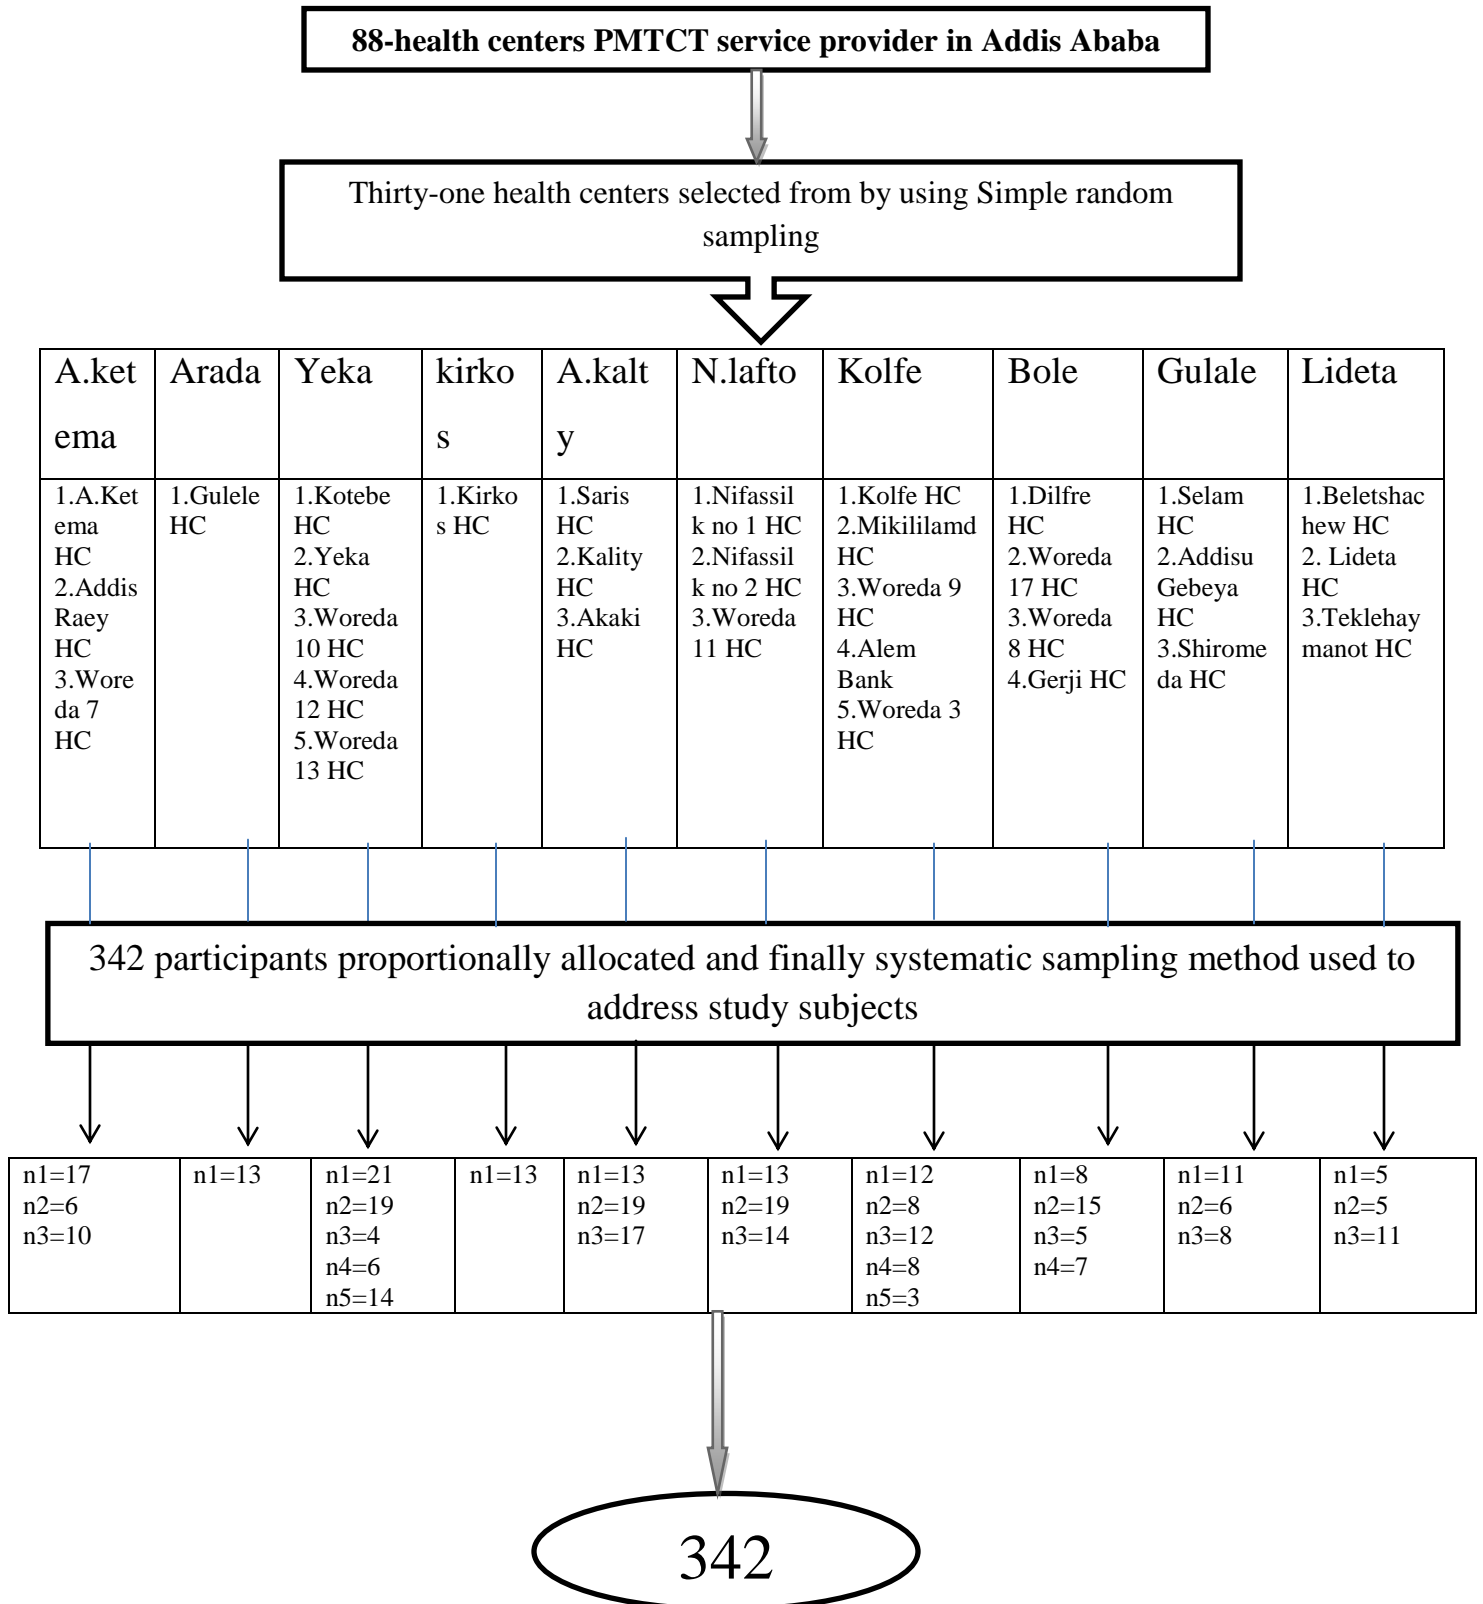 88-health centers PMTCT service provider in Addis Ababa
Thirty-one health centers selected from by using Simple random
sampling
A.ket
ema
Arada
Yeka
kirko
s
A.kalt
y
N.lafto
Kolfe
Bole
Gulale
Lideta
1.A.Ket
ema
HC
2.Addis
Raey
HC
3.Wore
da 7
HC
1.Gulele
HC
1.Kotebe
HC
2.Yeka
HC
3.Woreda
10 HC
4.Woreda
12 HC
5.Woreda
13 HC
1.Kirko
s HC
1.Saris
HC
2.Kality
HC
3.Akaki
HC
1.Nifassil
k no 1 HC
2.Nifassil
k no 2 HC
3.Woreda
11 HC
1.Kolfe HC
2.Mikililamd
HC
3.Woreda 9
HC
4.Alem
Bank
5.Woreda 3
HC
1.Dilfre
HC
2.Woreda
17 HC
3.Woreda
8 HC
4.Gerji HC
1.Selam
HC
2.Addisu
Gebeya
HC
3.Shirome
da HC
1.Beletshac
hew HC
2. Lideta
HC
3.Teklehay
manot HC
342 participants proportionally allocated and finally systematic sampling method used to
address study subjects
n1=17
n2=6
n3=10
n1=13
n1=21
n2=19
n3=4
n4=6
n5=14
n1=13
n1=13
n2=19
n3=17
n1=13
n2=19
n3=14
n1=12
n2=8
n3=12
n4=8
n5=3
n1=8
n2=15
n3=5
n4=7
n1=11
n2=6
n3=8
n1=5
n2=5
n3=11
342